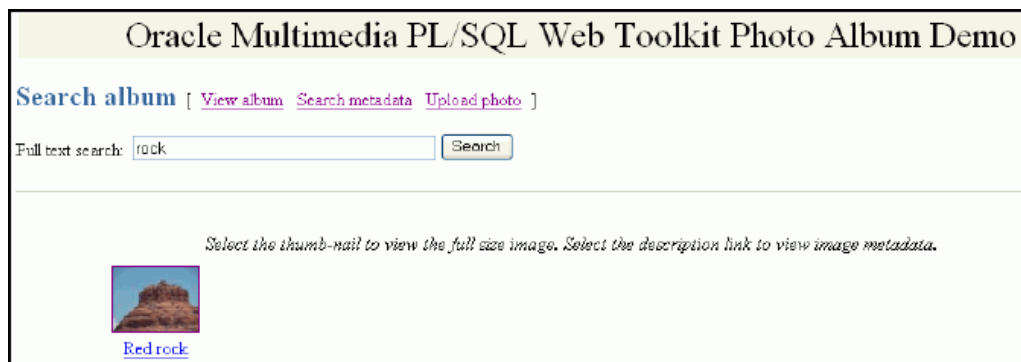 Oracle Multimedia PL/SQL Web Toolkit Photo Album Demo
Search album [ View album Search metadata Upload photo ]
Full text search: rock Search
Select the thumb-nail to view the full size image. Select the description link to view image metadata.
Red rock